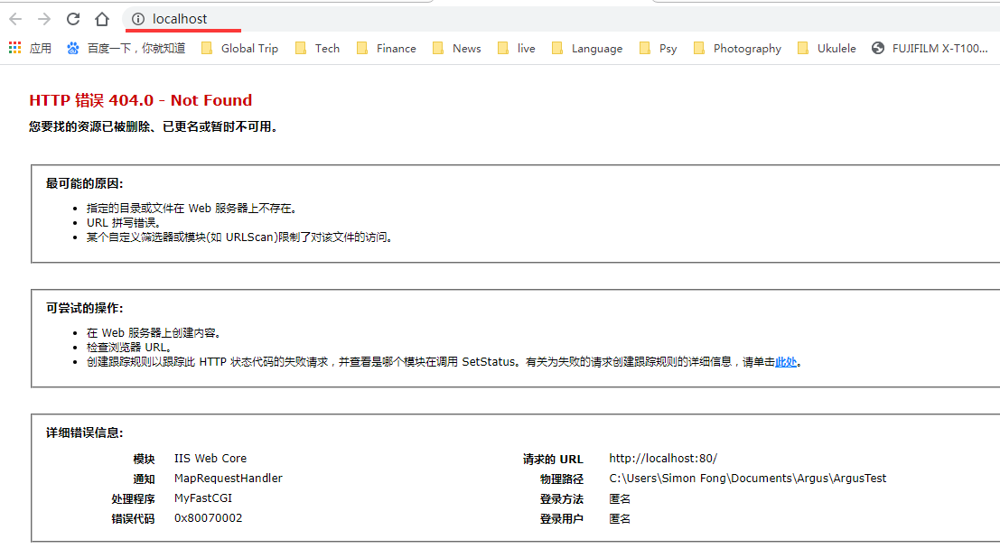 localhost
应用 百度一下，你就知道 Global Trip Tech Finance News live Language Psy Photography Ukulele FUJIFILM X-T100...
HTTP 错误 404.0 - Not Found
您要找的资源已被删除、已更名或暂时不可用。
最可能的原因:
• 指定的目录或文件在 Web 服务器上不存在。
• URL 拼写错误。
• 某个自定义筛选器或模块(如 URLScan)限制了对该文件的访问。
可尝试的操作:
• 在 Web 服务器上创建内容。
• 检查浏览器 URL。
• 创建跟踪规则以跟踪此 HTTP 状态代码的失败请求，并查看是哪个模块在调用 SetStatus。有关为失败的请求创建跟踪规则的详细信息，请单击此处。
详细错误信息:
模块 IIS Web Core 请求的 URL http://localhost:80/
通知 MapRequestHandler 物理路径 C:\Users\Simon Fong\Documents\Argus\ArgusTest
处理程序 MyFastCGI 登录方法 匿名
错误代码 0x80070002 登录用户 匿名